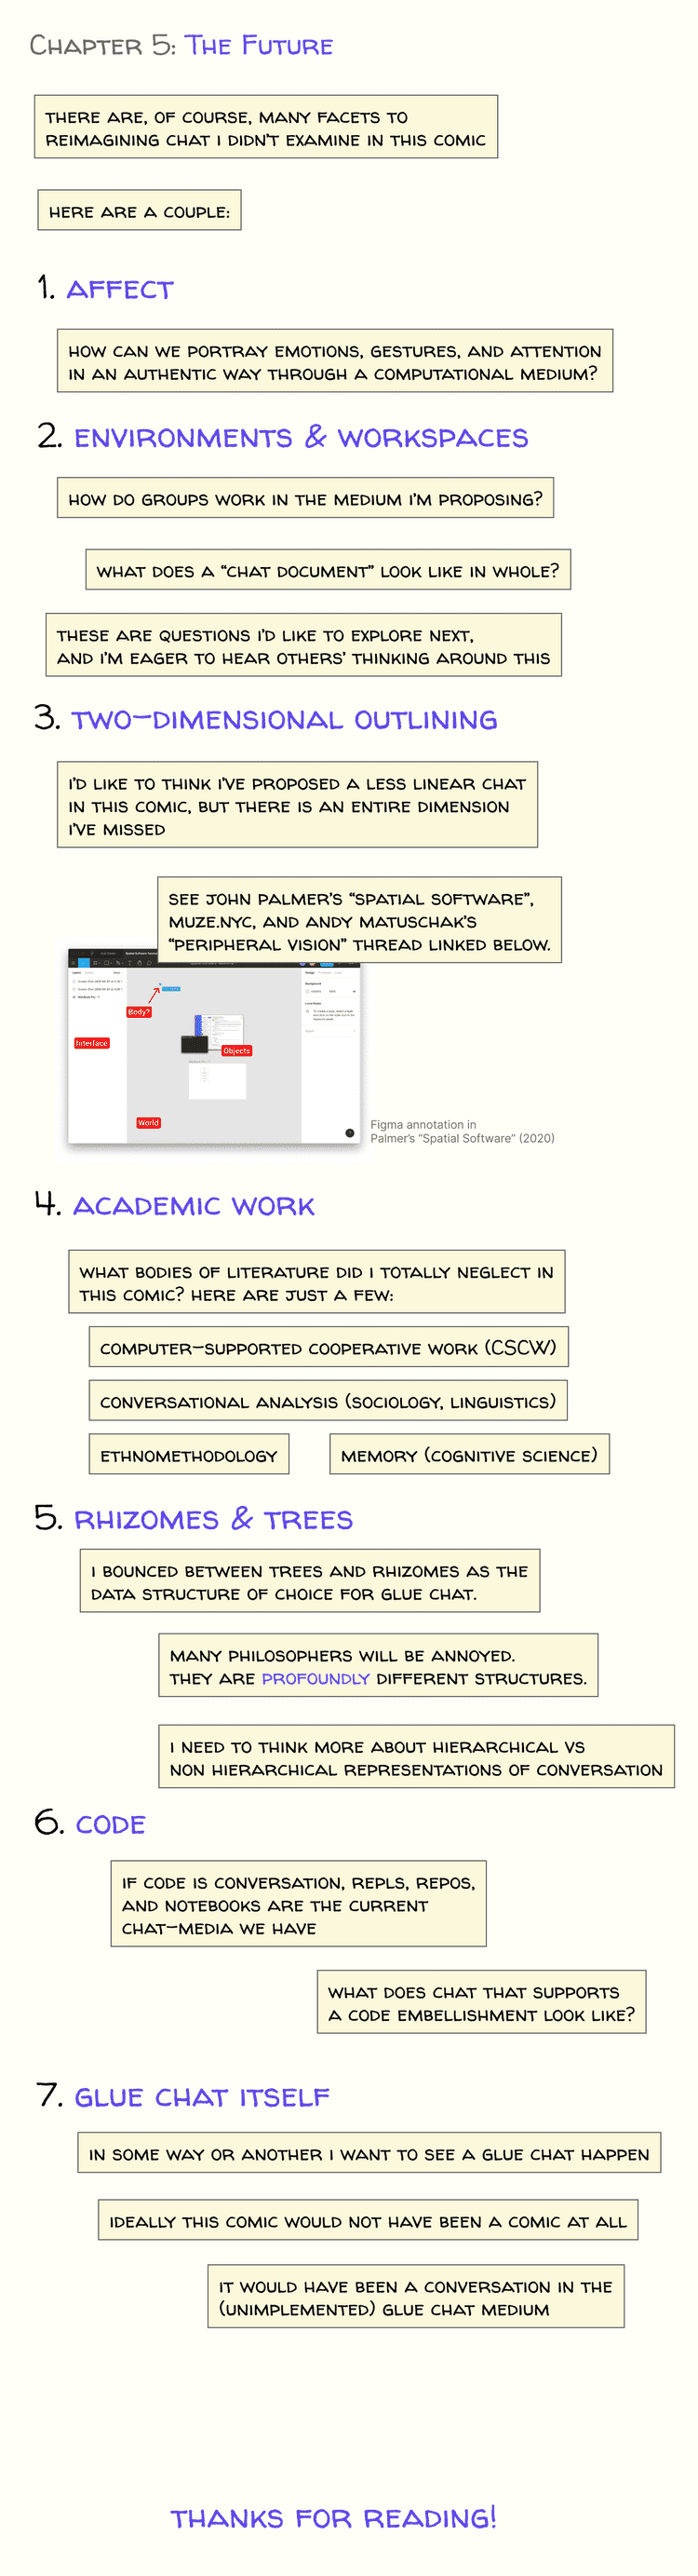 Chapter 5: The Future
THERE ARE, OF COURSE, MANY FACETS TO
REIMAGINING CHAT I DIDN'T EXAMINE IN THIS COMIC
HERE ARE A COUPLE:
1. AFFECT
HOW CAN WE PORTRAY EMOTIONS, GESTURES, AND ATTENTION
IN AN AUTHENTIC WAY THROUGH A COMPUTATIONAL MEDIUM?
2. ENVIRONMENTS & WORKSPACES
HOW DO GROUPS WORK IN THE MEDIUM I'M PROPOSING?
WHAT DOES A “CHAT DOCUMENT” LOOK LIKE IN WHOLE?
THESE ARE QUESTIONS I'D LIKE TO EXPLORE NEXT,
AND I'M EAGER TO HEAR OTHERS' THINKING AROUND THIS
3. TWO-DIMENSIONAL OUTLINING
I'D LIKE TO THINK I'VE PROPOSED A LESS LINEAR CHAT
IN THIS COMIC, BUT THERE IS AN ENTIRE DIMENSION
I'VE MISSED
SEE JOHN PALMER'S “SPATIAL SOFTWARE”,
MUZE.NYC, AND ANDY MATUSCHAK'S
“PERIPHERAL VISION” THREAD LINKED BELOW.
Body?
Interface
Objects
World
Figma annotation in
Palmer's “Spatial Software” (2020)
4. ACADEMIC WORK
WHAT BODIES OF LITERATURE DID I TOTALLY NEGLECT IN
THIS COMIC? HERE ARE JUST A FEW:
COMPUTER-SUPPORTED COOPERATIVE WORK (CSCW)
CONVERSATIONAL ANALYSIS (SOCIOLOGY, LINGUISTICS)
ETHNOMETHODOLOGY
MEMORY (COGNITIVE SCIENCE)
5. RHIZOMES & TREES
I BOUNCED BETWEEN TREES AND RHIZOMES AS THE
DATA STRUCTURE OF CHOICE FOR GLUE CHAT.
MANY PHILOSOPHERS WILL BE ANNOYED.
THEY ARE PROFOUNDLY DIFFERENT STRUCTURES.
I NEED TO THINK MORE ABOUT HIERARCHICAL VS
NON HIERARCHICAL REPRESENTATIONS OF CONVERSATION
6. CODE
IF CODE IS CONVERSATION, REPLS, REPOS,
AND NOTEBOOKS ARE THE CURRENT
CHAT-MEDIA WE HAVE
WHAT DOES CHAT THAT SUPPORTS
A CODE EMBELLISHMENT LOOK LIKE?
7. GLUE CHAT ITSELF
IN SOME WAY OR ANOTHER I WANT TO SEE A GLUE CHAT HAPPEN
IDEALLY THIS COMIC WOULD NOT HAVE BEEN A COMIC AT ALL
IT WOULD HAVE BEEN A CONVERSATION IN THE
(UNIMPLEMENTED) GLUE CHAT MEDIUM
THANKS FOR READING!